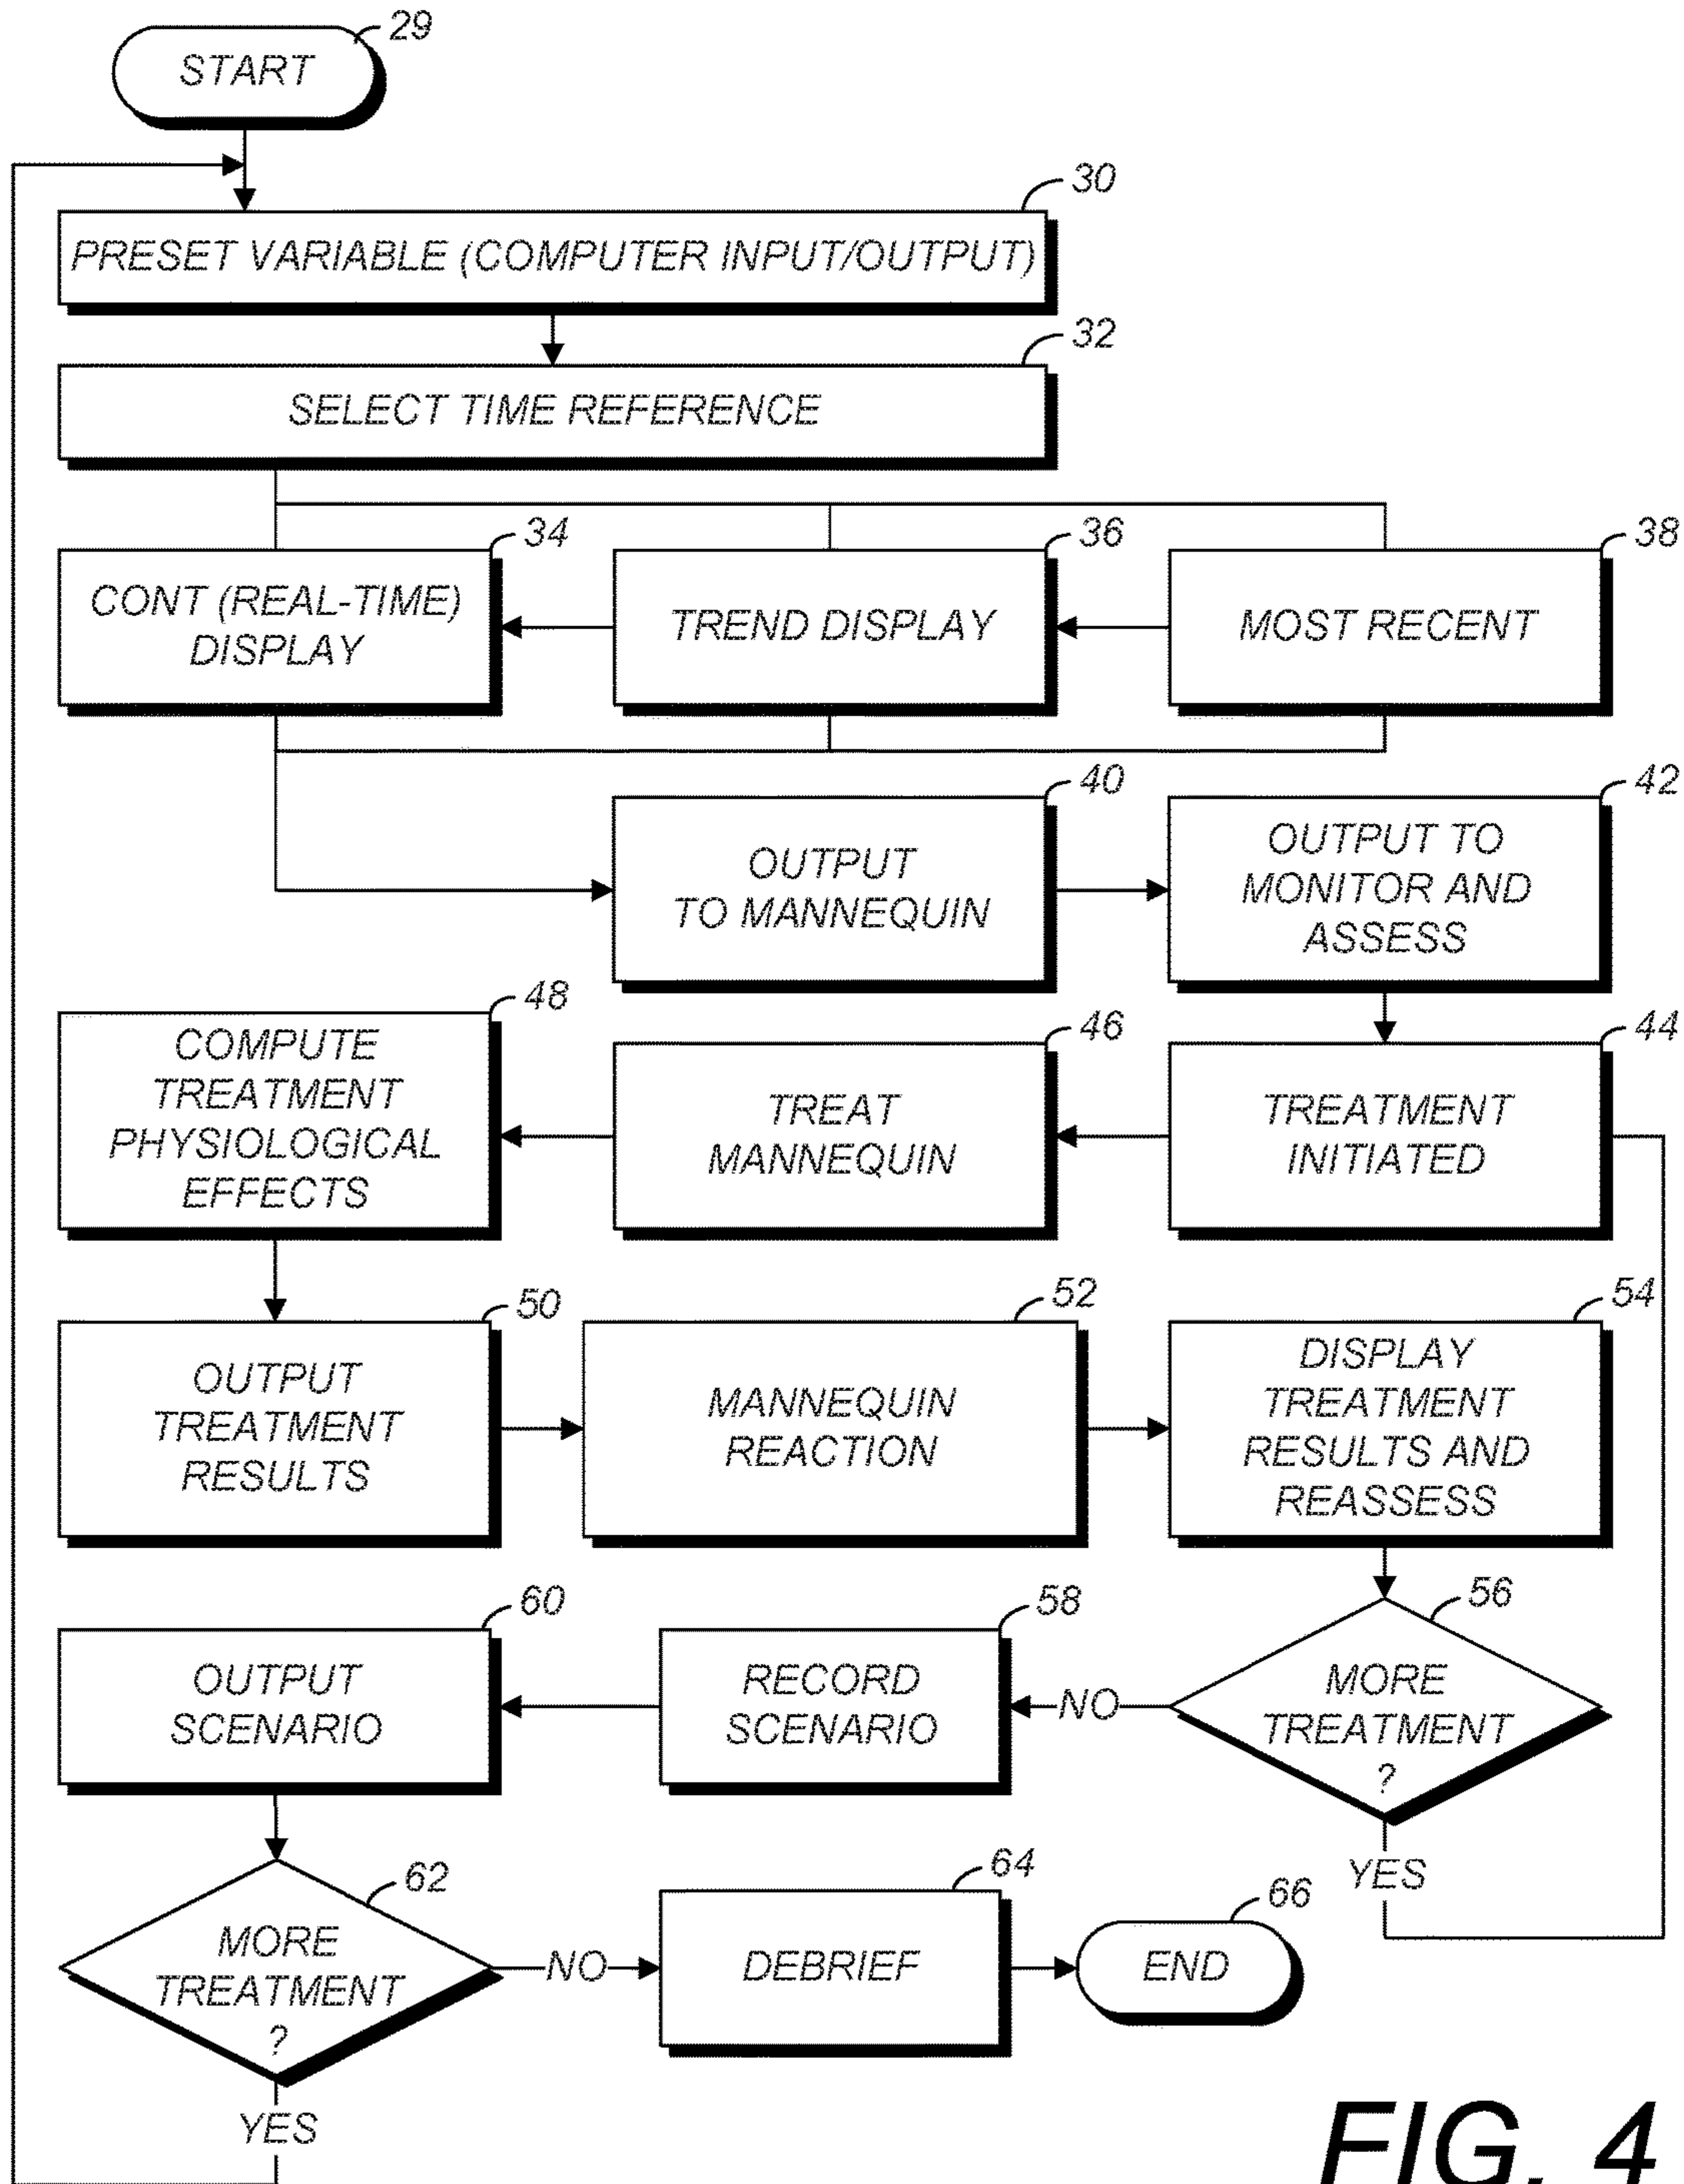 29
START
30
PRESET VARIABLE (COMPUTER INPUT/OUTPUT)
32
SELECT TIME REFERENCE
34
CONT (REAL-TIME)
DISPLAY
36
TREND DISPLAY
38
MOST RECENT
40
OUTPUT
TO MANNEQUIN
42
OUTPUT TO
MONITOR AND
ASSESS
44
TREATMENT
INITIATED
46
TREAT
MANNEQUIN
48
COMPUTE
TREATMENT
PHYSIOLOGICAL
EFFECTS
50
OUTPUT
TREATMENT
RESULTS
52
MANNEQUIN
REACTION
54
DISPLAY
TREATMENT
RESULTS AND
REASSESS
56
MORE
TREATMENT
?
YES
NO
58
RECORD
SCENARIO
60
OUTPUT
SCENARIO
62
MORE
TREATMENT
?
YES
NO
64
DEBRIEF
66
END
FIG. 4